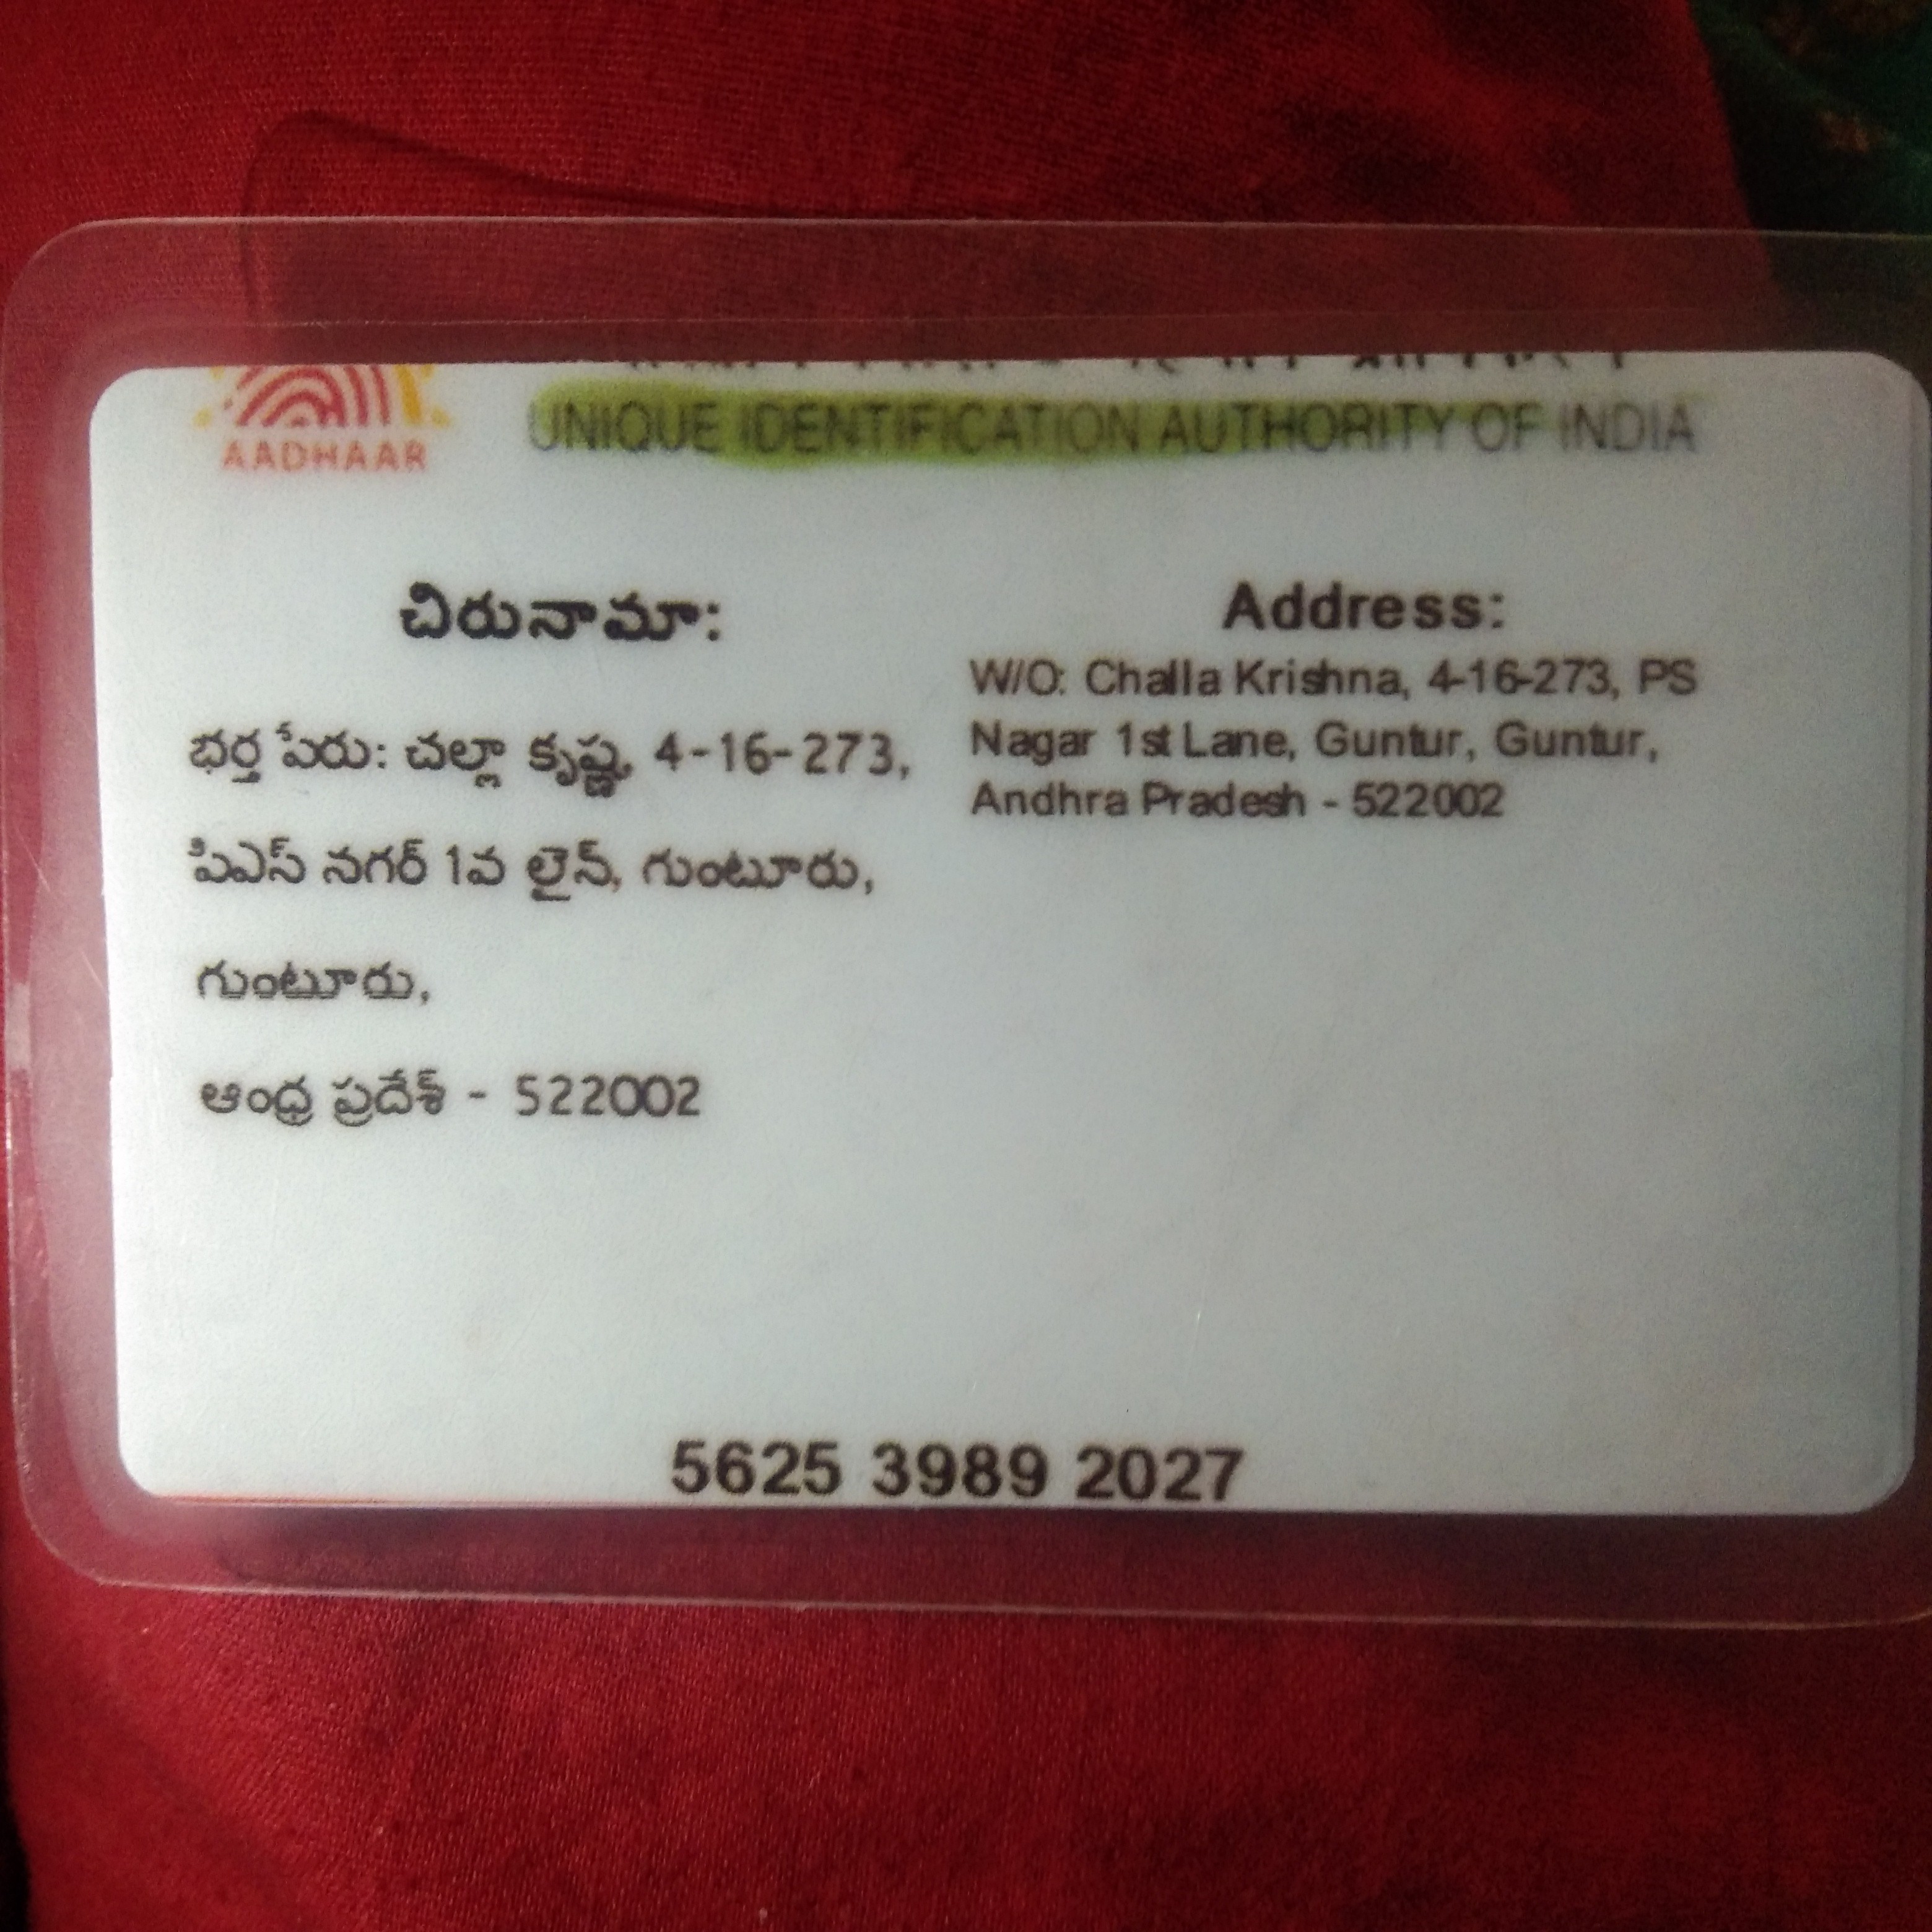 AADHAAR
UNIQUE IDENTIFICATION AUTHORITY OF INDIA
చిరునామా:
భర్త పేరు: చల్లా కృష్ణ, 4-16-273,
పిఎస్ నగర్ 1వ లైన్, గుంటూరు,
గుంటూరు,
ఆంధ్ర ప్రదేశ్ - 522002
Address:
W/O: Challa Krishna, 4-16-273, PS
Nagar 1st Lane, Guntur, Guntur,
Andhra Pradesh - 522002
5625 3989 2027